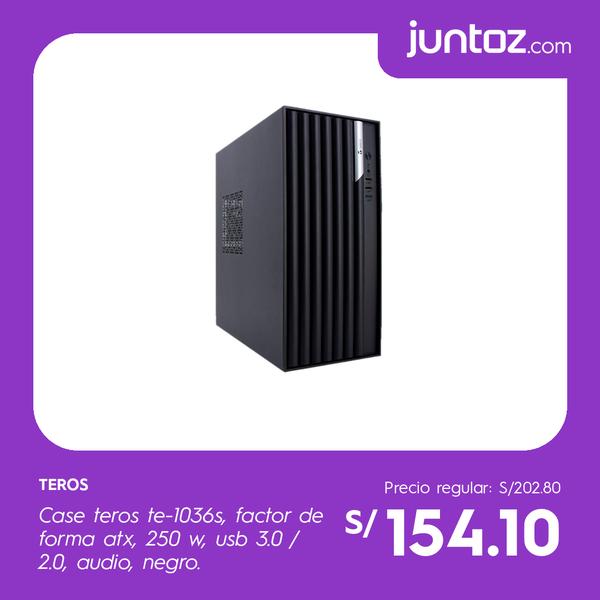 juntoz.com
TEROS
Case teros te-1036s, factor de
forma atx, 250 w, usb 3.0 /
2.0, audio, negro.
Precio regular: S/202.80
S/154.10